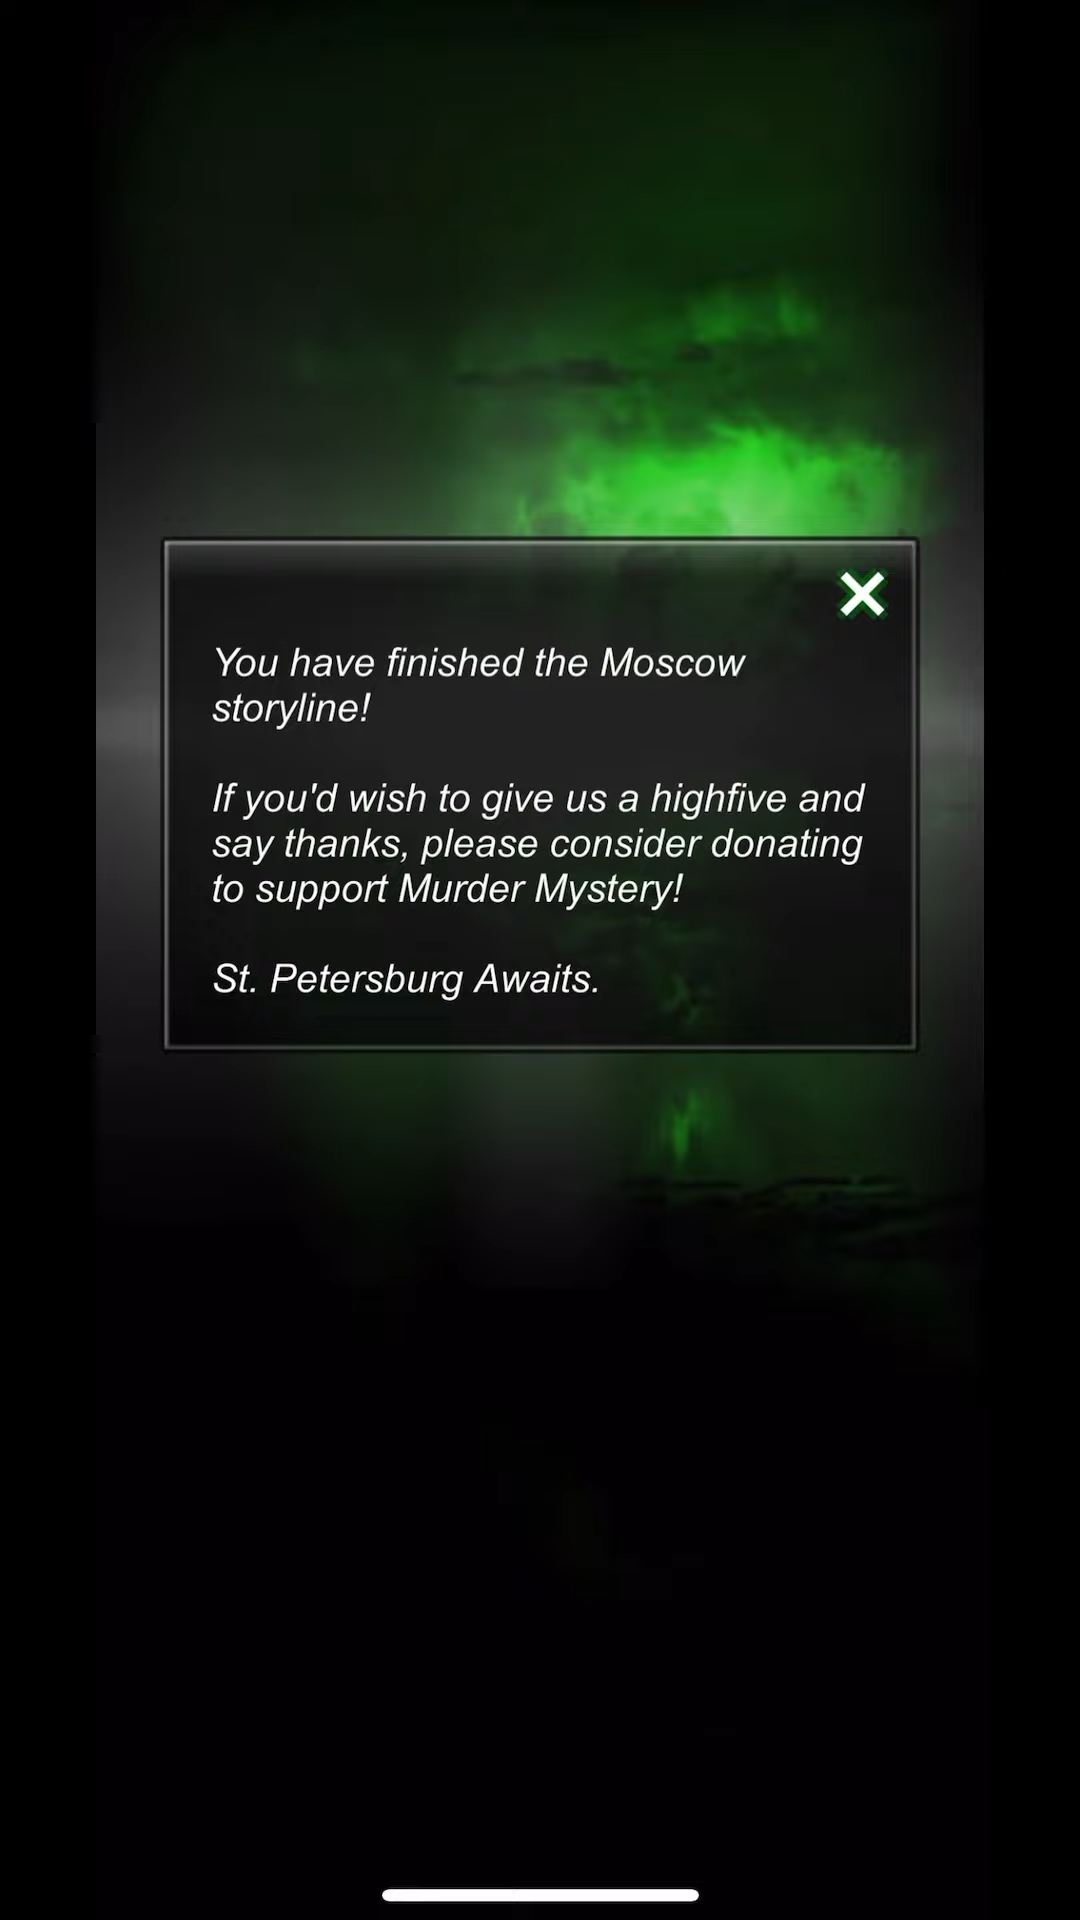 You have finished the Moscow
storyline!
If you'd wish to give us a highfive and
say thanks, please consider donating
to support Murder Mystery!
St. Petersburg Awaits.